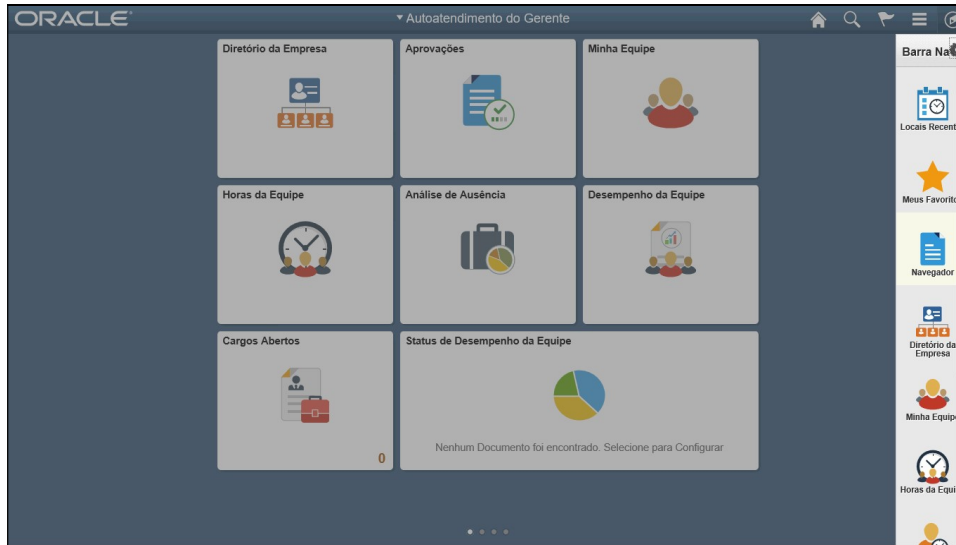 ORACLE
Autoatendimento do Gerente
Diretório da Empresa
Aprovações
Minha Equipe
Horas da Equipe
Análise de Ausência
Desempenho da Equipe
Cargos Abertos
0
Status de Desempenho da Equipe
Nenhum Documento foi encontrado. Selecione para Configurar
Barra Na
Locais Recent
Meus Favorito
Navegador
Diretório da
Empresa
Minha Equipe
Horas da Equi